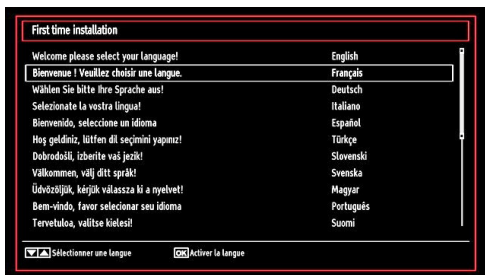 First time installation
Welcome please select your language! English
Bienvenue ! Veuillez choisir une langue. Français
Wählen Sie bitte Ihre Sprache aus! Deutsch
Selezionate la vostra lingua! Italiano
Bienvenido, seleccione un idioma Español
Hoş geldiniz, lütfen dil seçimini yapınız! Türkçe
Dobrodošli, izberite vaš jezik! Slovenski
Välkommen, välj ditt språk! Svenska
Üdvözöljük, kérjük válassza ki a nyelvet! Magyar
Bem-vindo, favor selecionar seu idioma Português
Tervetuloa, valitse kielesi! Suomi
Sélectionner une langue OK Activer la langue